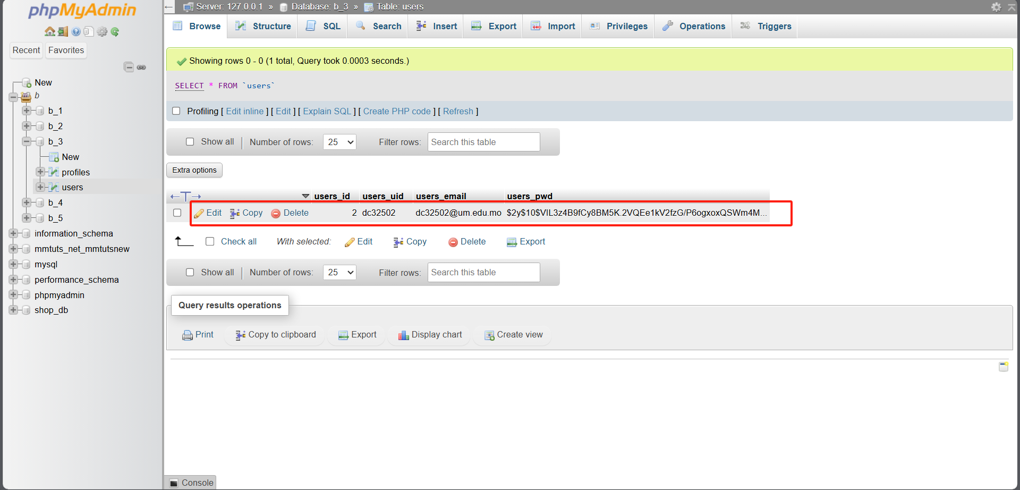 phpMyAdmin
Recent Favorites
New
b
b_1
b_2
b_3
New
profiles
users
b_4
b_5
information_schema
mmtuts_net_mmtutsnew
mysql
performance_schema
phpmyadmin
shop_db
Server: 127.0.0.1 » Database: b_3 » Table: users
Browse Structure SQL Search Insert Export Import Privileges Operations Triggers
Showing rows 0 - 0 (1 total, Query took 0.0003 seconds.)
SELECT * FROM `users`
Profiling [ Edit inline ] [ Edit ] [ Explain SQL ] [ Create PHP code ] [ Refresh ]
Show all Number of rows: 25 Filter rows: Search this table
Extra options
←T→ users_id users_uid users_email users_pwd
Edit Copy Delete 2 dc32502 dc32502@um.edu.mo $2y$10$VlL3z4B9fCy8BM5K.2VQEe1kV2fzG/P6ogxoxQSWm4M...
Check all With selected: Edit Copy Delete Export
Show all Number of rows: 25 Filter rows: Search this table
Query results operations
Print Copy to clipboard Export Display chart Create view
Console